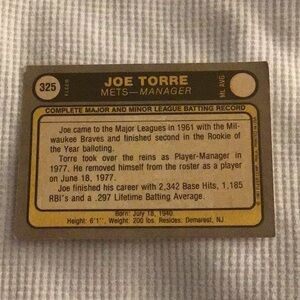 325
FLEER
JOE TORRE
METS—MANAGER
ML AVG
COMPLETE MAJOR AND MINOR LEAGUE BATTING RECORD
Joe came to the Major Leagues in 1961 with the Mil-
waukee Braves and finished second in the Rookie of
the Year balloting.
Torre took over the reins as Player-Manager in
1977. He removed himself from the roster as a player
on June 18, 1977.
Joe finished his career with 2,342 Base Hits, 1,185
RBI's and a .297 Lifetime Batting Average.
Born: July 18, 1940
Height: 6'1", Weight: 200 lbs. Resides: Demarest, NJ